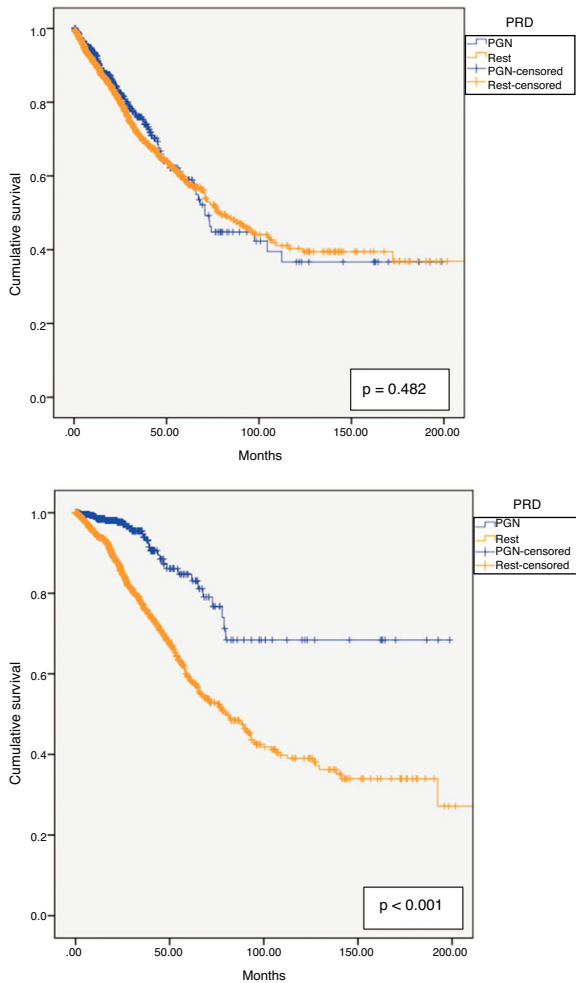 PRD
PGN
Rest
PGN-censored
Rest-censored
1.0
0.8
0.6
0.4
0.2
0.0
Cumulative survival
p = 0.482
.00 50.00 100.00 150.00 200.00
Months
PRD
PGN
Rest
PGN-censored
Rest-censored
1.0
0.8
0.6
0.4
0.2
0.0
Cumulative survival
p < 0.001
.00 50.00 100.00 150.00 200.00
Months